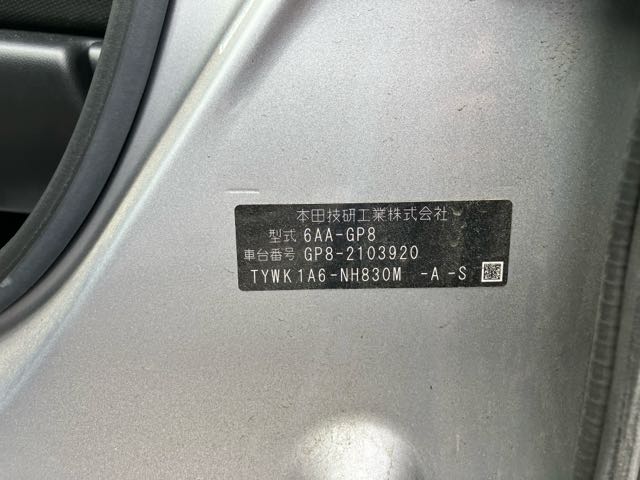 本田技研工業株式会社
型式 6AA-GP8
車台番号 GP8-2103920
TYWK1A6-NH830M -A-S